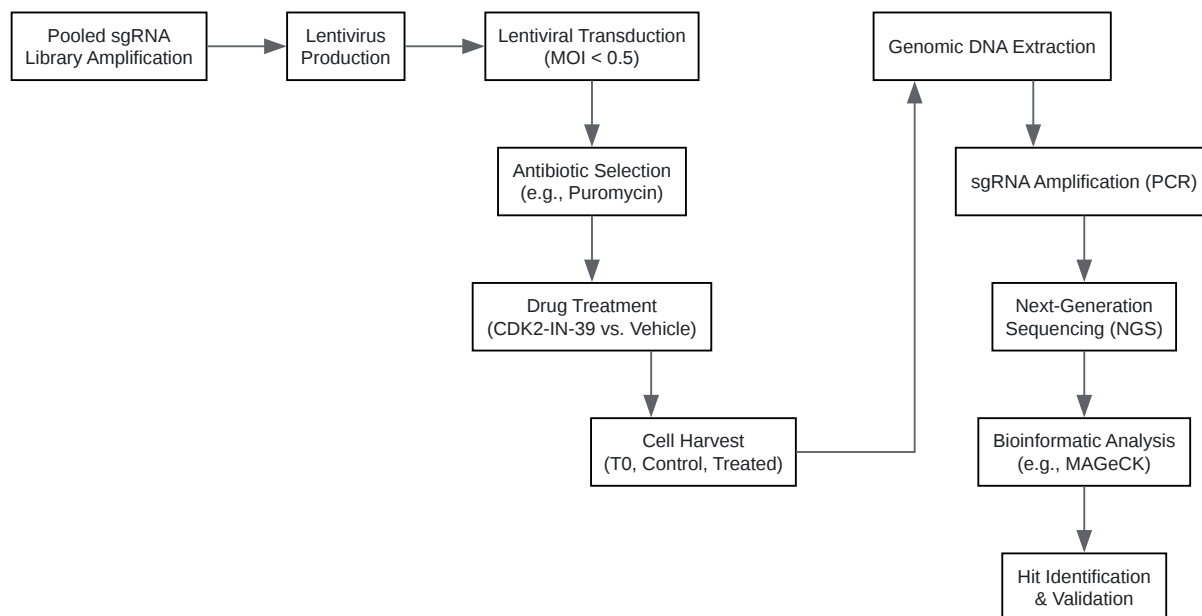 Pooled sgRNA
Library Amplification
Lentivirus
Production
Lentiviral Transduction
(MOI < 0.5)
Antibiotic Selection
(e.g., Puromycin)
Drug Treatment
(CDK2-IN-39 vs. Vehicle)
Cell Harvest
(T0, Control, Treated)
Genomic DNA Extraction
sgRNA Amplification (PCR)
Next-Generation
Sequencing (NGS)
Bioinformatic Analysis
(e.g., MAGeCK)
Hit Identification
& Validation